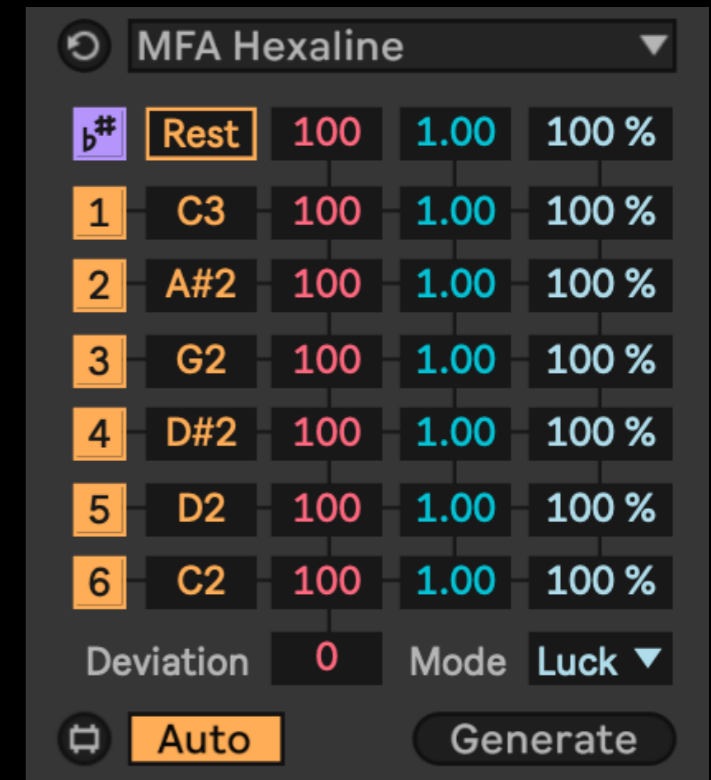 MFA Hexaline
♭# Rest 100 1.00 100 %
1 C3 100 1.00 100 %
2 A#2 100 1.00 100 %
3 G2 100 1.00 100 %
4 D#2 100 1.00 100 %
5 D2 100 1.00 100 %
6 C2 100 1.00 100 %
Deviation 0 Mode Luck
Auto Generate